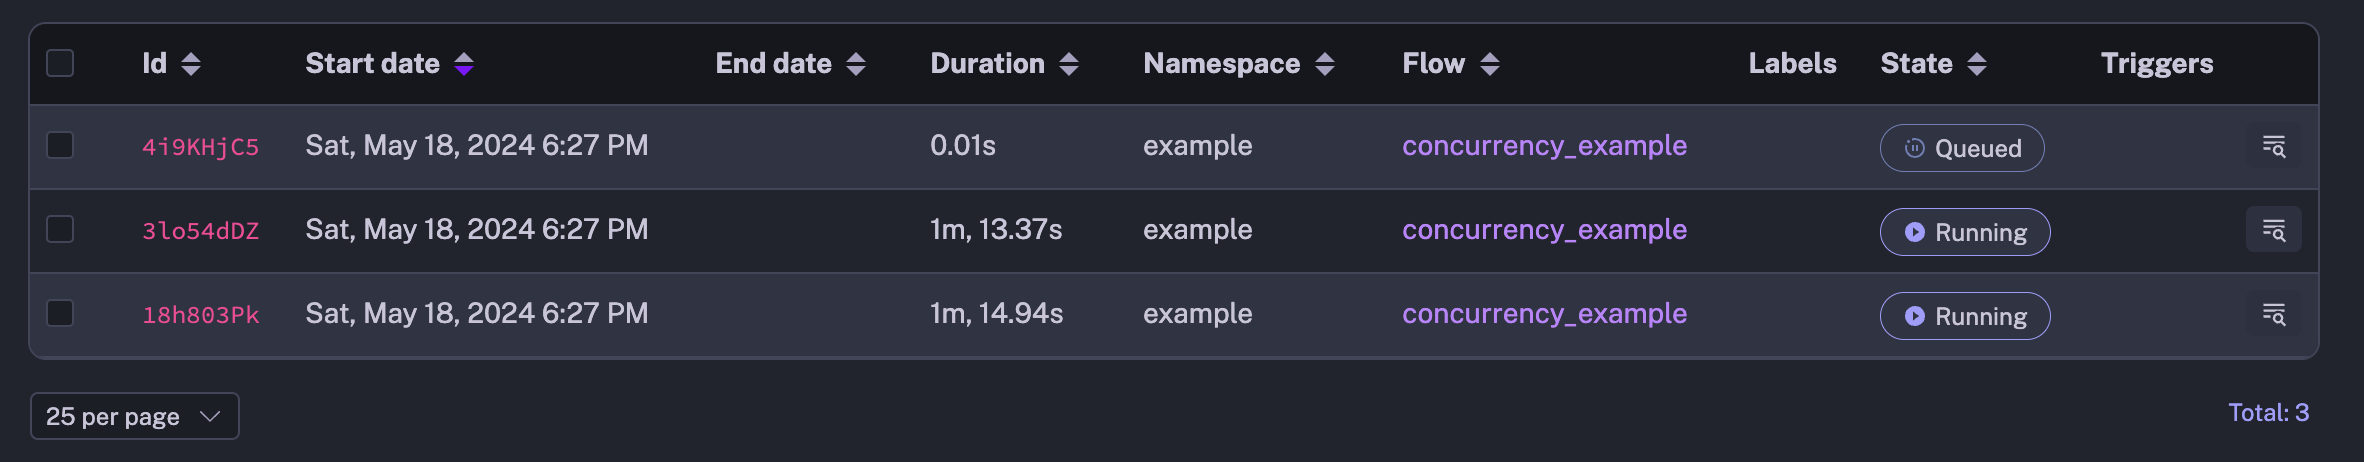 Id Start date End date Duration Namespace Flow Labels State Triggers
4i9KHjC5 Sat, May 18, 2024 6:27 PM 0.01s example concurrency_example Queued
3lo54dDZ Sat, May 18, 2024 6:27 PM 1m, 13.37s example concurrency_example Running
18h803Pk Sat, May 18, 2024 6:27 PM 1m, 14.94s example concurrency_example Running
25 per page Total: 3